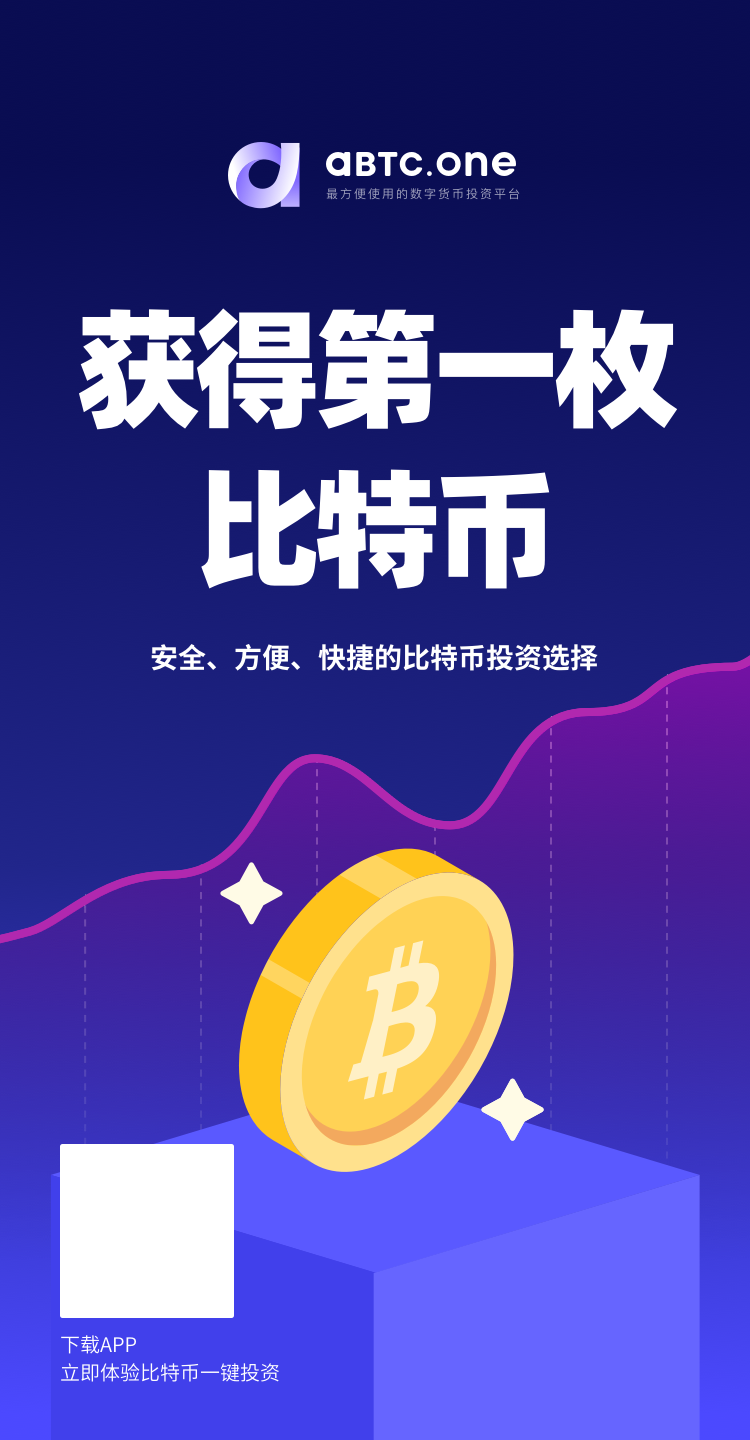 aBTC.one
最方便使用的数字货币投资平台
获得第一枚
比特币
安全、方便、快捷的比特币投资选择
下载APP
立即体验比特币一键投资